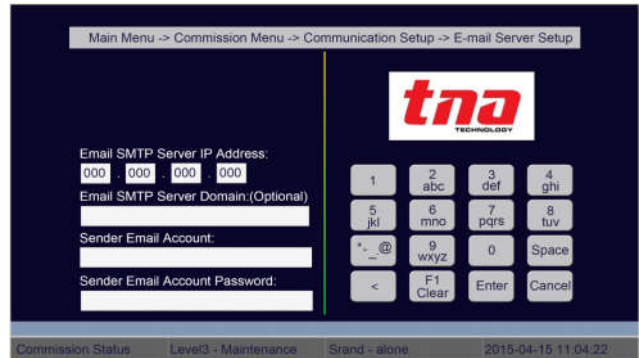 Main Menu -> Commission Menu -> Communication Setup -> E-mail Server Setup
tna
TECHNOLOGY
Email SMTP Server IP Address:
000 . 000 . 000 . 000
Email SMTP Server Domain:(Optional)
Sender Email Account:
Sender Email Account Password:
1 2 3 4
abc def ghi
5 6 7 8
jkl mno pqrs tuv
*-_.@ 9 0 Space
wxyz
< F1 Enter Cancel
Clear
Commission Status Level3 - Maintenance Srand - alone 2015-04-15 11:04:22